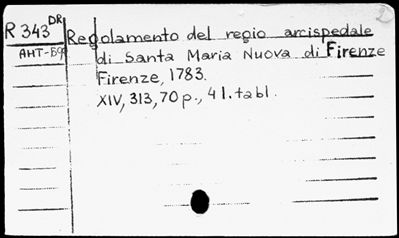 R 343 DR
Regolamento del regio arcispedale
AHT-B9
di Santa Maria Nuova di Firenze
Firenze, 1783.
XIV, 313, 70 p., 4 l. tabl.